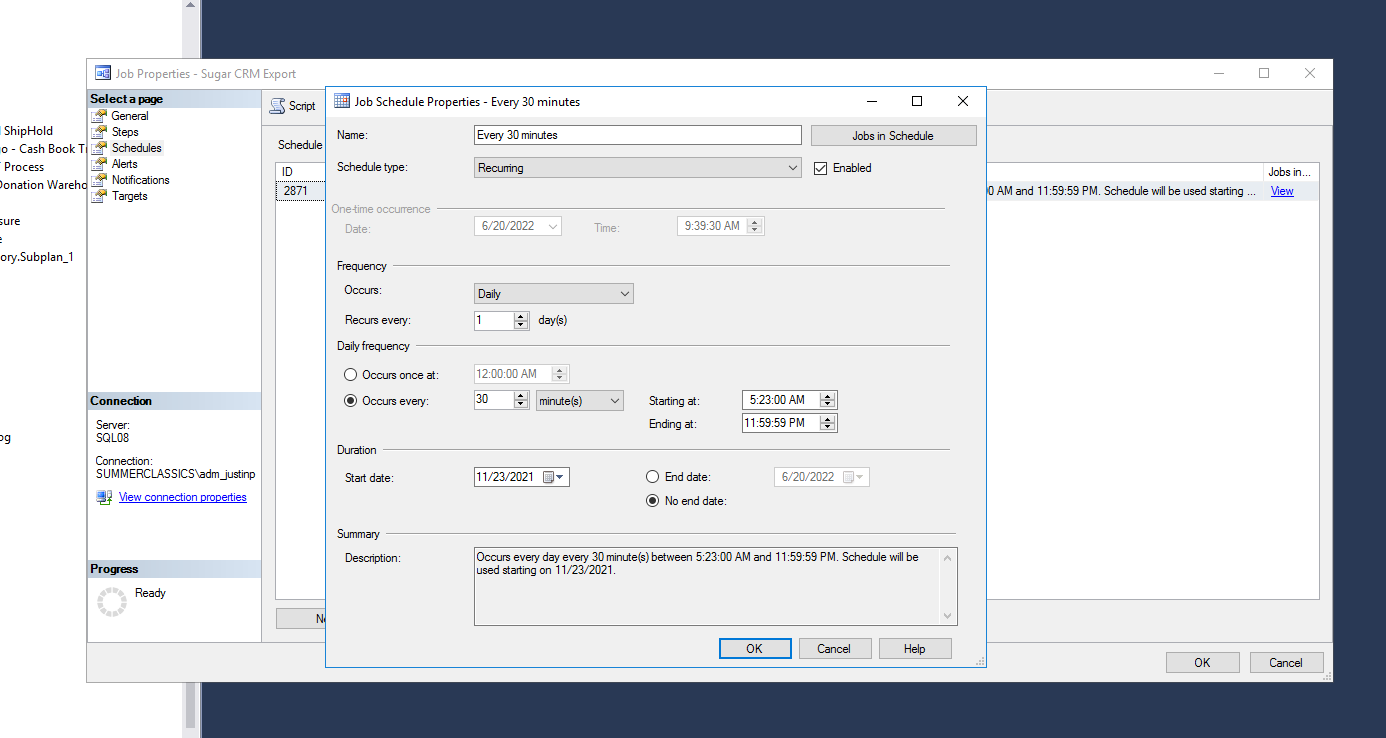 Job Properties - Sugar CRM Export
Select a page
General
Steps
Schedules
Alerts
Notifications
Targets
ShipHold
o - Cash Book
Process
Donation Wareho
sure
e
ory.Subplan_1
og
Connection
Server:
SQL08
Connection:
SUMMERCLASSICS\adm_justinp
View connection properties
Progress
Ready
Script
Schedule
ID
2871
Jobs in...
AM and 11:59:59 PM. Schedule will be used starting ...
View
OK
Cancel
Job Schedule Properties - Every 30 minutes
Name:
Every 30 minutes
Jobs in Schedule
Schedule type:
Recurring
Enabled
One-time occurrence
Date:
6/20/2022
Time:
9:39:30 AM
Frequency
Occurs:
Daily
Recurs every:
1
day(s)
Daily frequency
Occurs once at:
12:00:00 AM
Occurs every:
30
minute(s)
Starting at:
5:23:00 AM
Ending at:
11:59:59 PM
Duration
Start date:
11/23/2021
End date:
6/20/2022
No end date:
Summary
Description:
Occurs every day every 30 minute(s) between 5:23:00 AM and 11:59:59 PM. Schedule will be
used starting on 11/23/2021.
OK
Cancel
Help